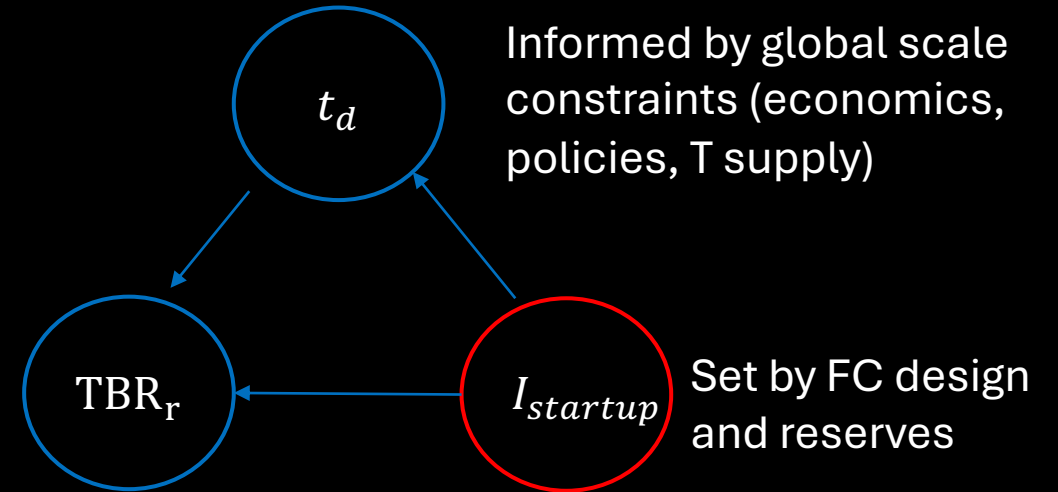 t_d
Informed by global scale
constraints (economics,
policies, T supply)
TBR_r
I_startup
Set by FC design
and reserves